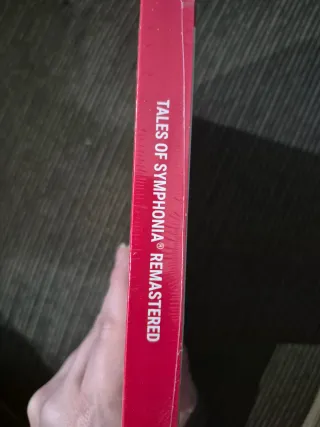 TALES OF SYMPHONIA® REMASTERED